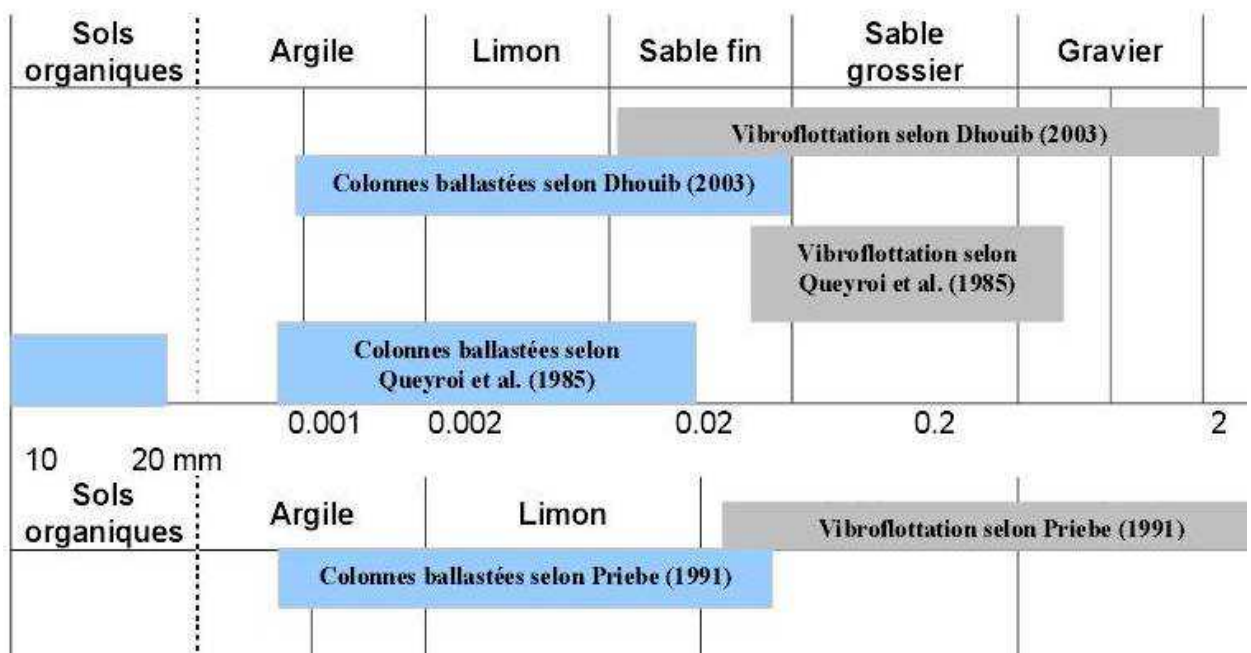 Sols
organiques
Argile
Limon
Sable fin
Sable
grossier
Gravier
Vibroflottation selon Dhouib (2003)
Colonnes ballastées selon Dhouib (2003)
Vibroflottation selon
Queyroi et al. (1985)
Colonnes ballastées selon
Queyroi et al. (1985)
0.001 0.002 0.02 0.2 2
10 20 mm
Sols
organiques
Argile
Limon
Vibroflottation selon Priebe (1991)
Colonnes ballastées selon Priebe (1991)